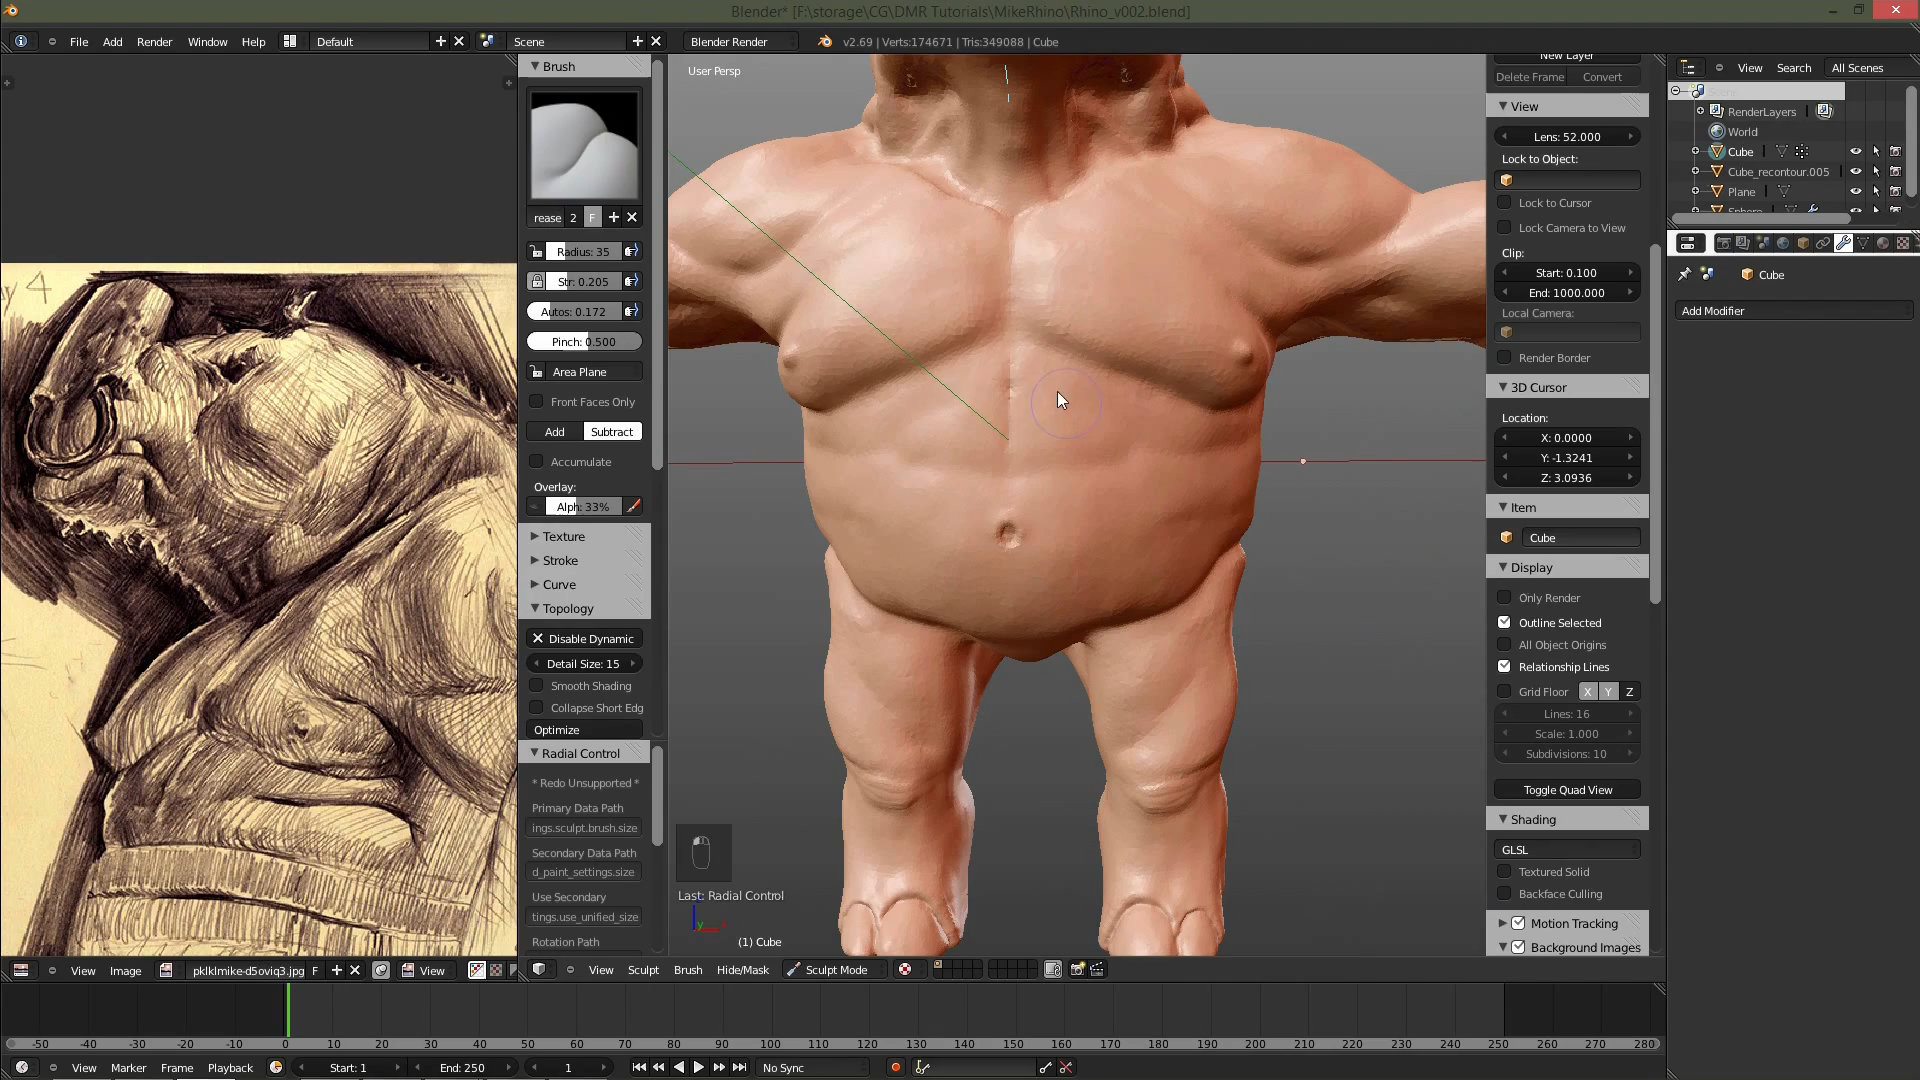 Blender* [F:\storage\CG\DMR Tutorials\MikeRhino\Rhino_v002.blend]
File Add Render Window Help Default Scene Blender Render v2.69 | Verts:174671 | Tris:349088 | Cube
Brush
rease 2 F
Radius: 35
Str: 0.205
Autos: 0.172
Pinch: 0.500
Area Plane
Front Faces Only
Add Subtract
Accumulate
Overlay:
Alph: 33%
Texture
Stroke
Curve
Topology
Disable Dynamic
Detail Size: 15
Smooth Shading
Collapse Short Edg
Optimize
Radial Control
* Redo Unsupported *
Primary Data Path
ings.sculpt.brush.size
Secondary Data Path
d_paint_settings.size
Use Secondary
tings.use_unified_size
Rotation Path
User Persp
Last: Radial Control
(1) Cube
New Layer
Delete Frame Convert
View
Lens: 52.000
Lock to Object:
Lock to Cursor
Lock Camera to View
Clip:
Start: 0.100
End: 1000.000
Local Camera:
Render Border
3D Cursor
Location:
X: 0.0000
Y: -1.3241
Z: 3.0936
Item
Cube
Display
Only Render
Outline Selected
All Object Origins
Relationship Lines
Grid Floor X Y Z
Lines: 16
Scale: 1.000
Subdivisions: 10
Toggle Quad View
Shading
GLSL
Textured Solid
Backface Culling
Motion Tracking
Background Images
View Search All Scenes
RenderLayers
World
Cube
Cube_recontour.005
Plane
Sphere
Cube
Add Modifier
View Image pklklmike-d5oviq3.jpg F View
View Sculpt Brush Hide/Mask Sculpt Mode
-50 -40 -30 -20 -10 0 10 20 30 40 50 60 70 80 90 100 110 120 130 140 150 160 170 180 190 200 210 220 230 240 250 260 270 280
View Marker Frame Playback Start: 1 End: 250 1 No Sync